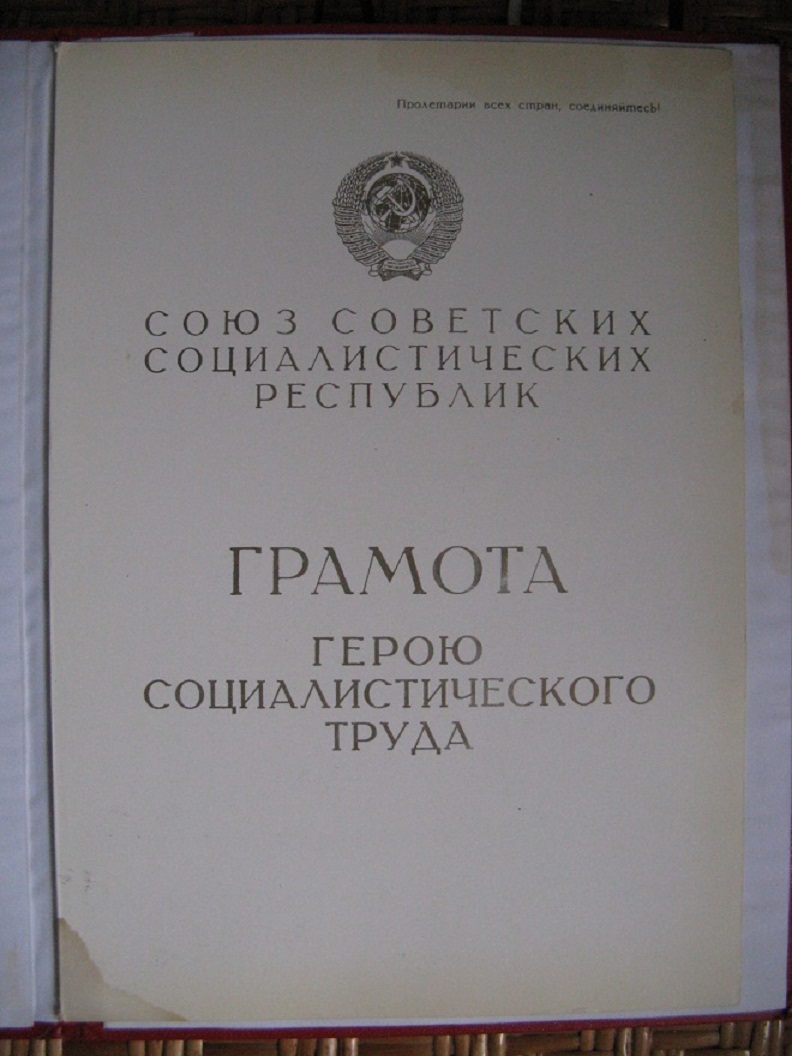 Пролетарии всех стран, соединяйтесь!
СОЮЗ СОВЕТСКИХ
СОЦИАЛИСТИЧЕСКИХ
РЕСПУБЛИК
ГРАМОТА
ГЕРОЮ
СОЦИАЛИСТИЧЕСКОГО
ТРУДА